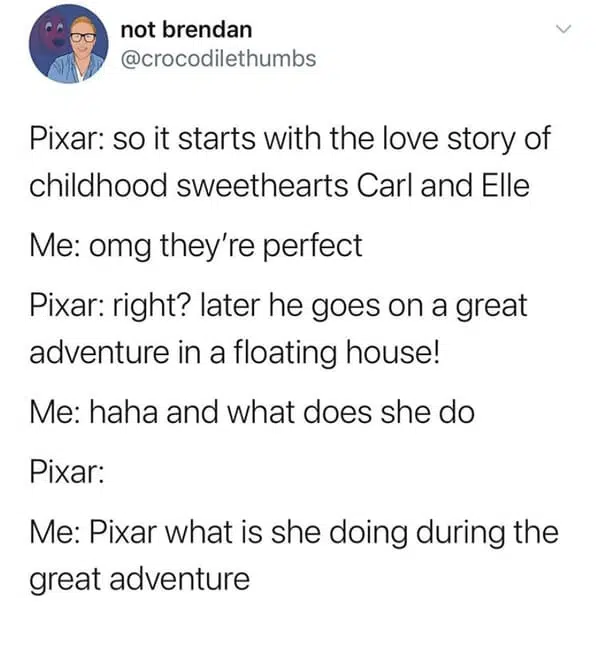 not brendan
@crocodilethumbs
Pixar: so it starts with the love story of
childhood sweethearts Carl and Elle
Me: omg they're perfect
Pixar: right? later he goes on a great
adventure in a floating house!
Me: haha and what does she do
Pixar:
Me: Pixar what is she doing during the
great adventure